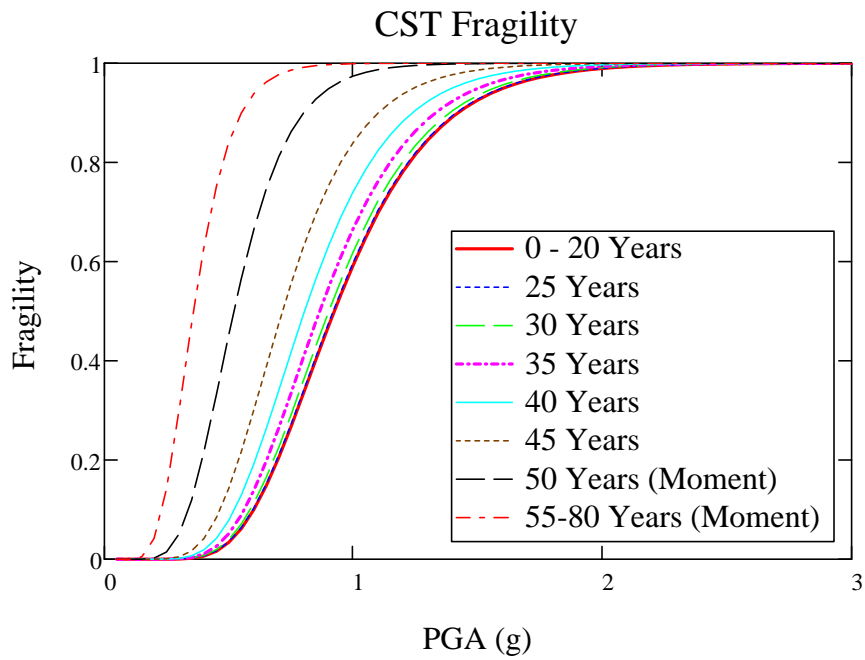 CST Fragility
1
0.8
0.6
0.4
0.2
0
Fragility
0 - 20 Years
25 Years
30 Years
35 Years
40 Years
45 Years
50 Years (Moment)
55-80 Years (Moment)
0
1
2
3
PGA (g)